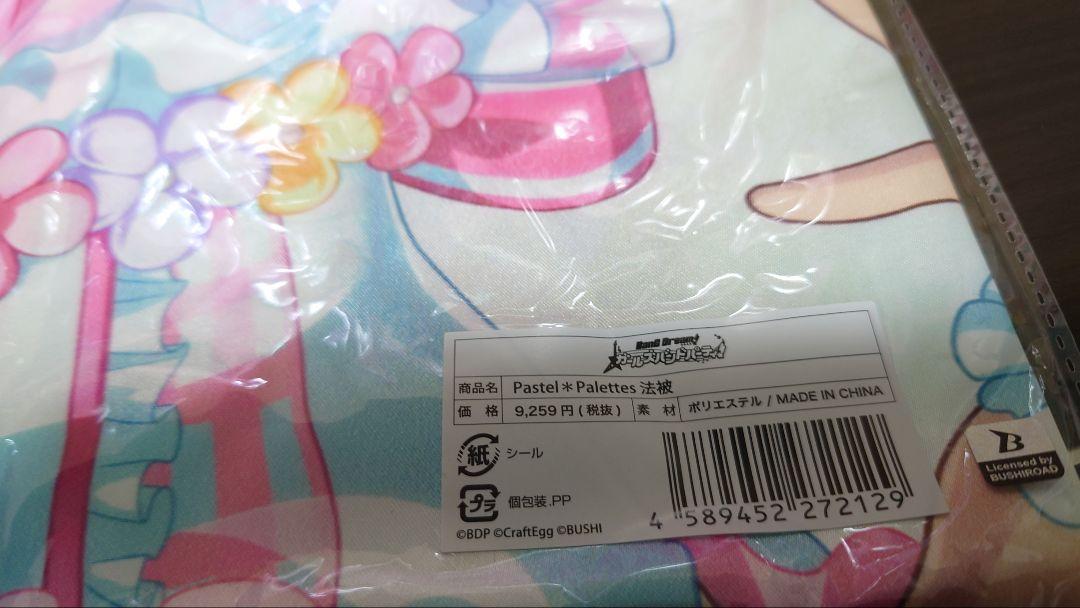 BanG Dream!
ガールズバンドパーティ!
商品名 Pastel＊Palettes 法被
価 格 9,259円(税抜) 素 材 ポリエステル / MADE IN CHINA
紙 シール
プラ 個包装.PP
4 589452 272129
©BDP ©CraftEgg ©BUSHI
B
Licensed by
BUSHIROAD